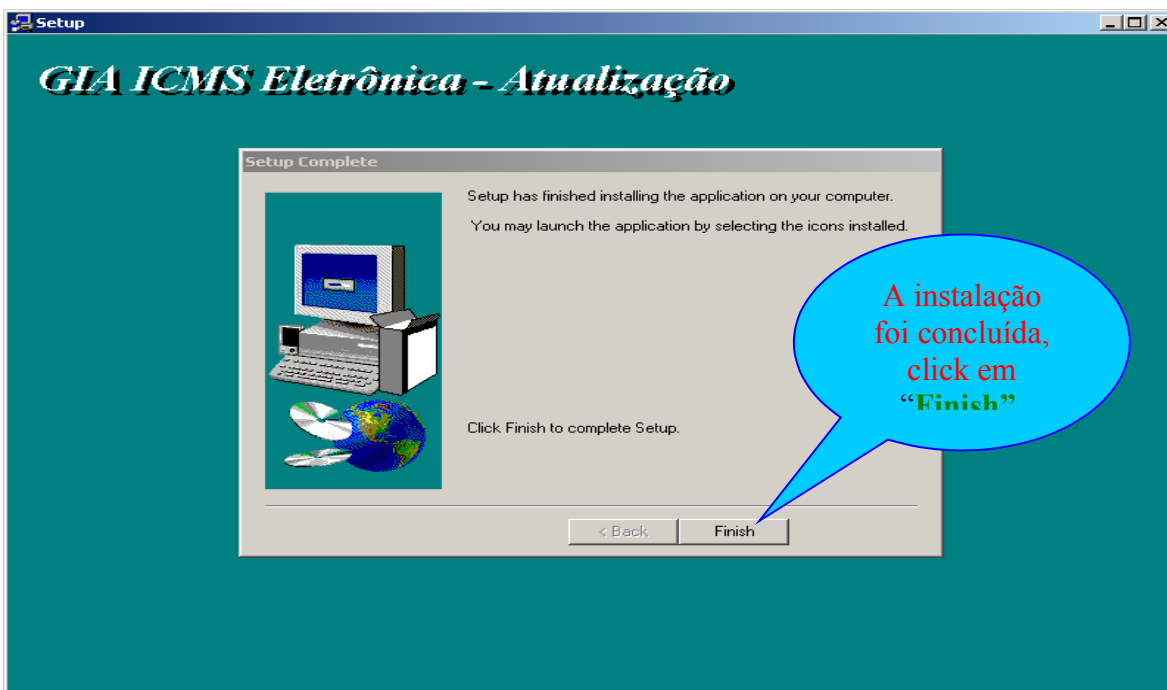 Setup
GIA ICMS Eletrônica - Atualização
Setup Complete
Setup has finished installing the application on your computer.
You may launch the application by selecting the icons installed.
A instalação
foi concluída,
click em
“Finish”
Click Finish to complete Setup.
< Back
Finish